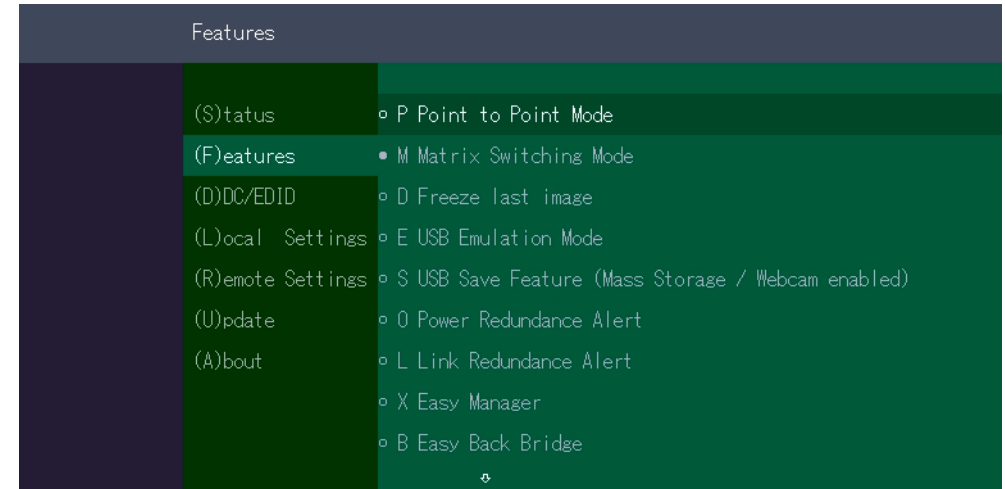 Features
(S)tatus
(F)eatures
(D)DC/EDID
(L)ocal Settings
(R)emote Settings
(U)pdate
(A)bout
P Point to Point Mode
M Matrix Switching Mode
D Freeze last image
E USB Emulation Mode
S USB Save Feature (Mass Storage / Webcam enabled)
O Power Redundance Alert
L Link Redundance Alert
X Easy Manager
B Easy Back Bridge